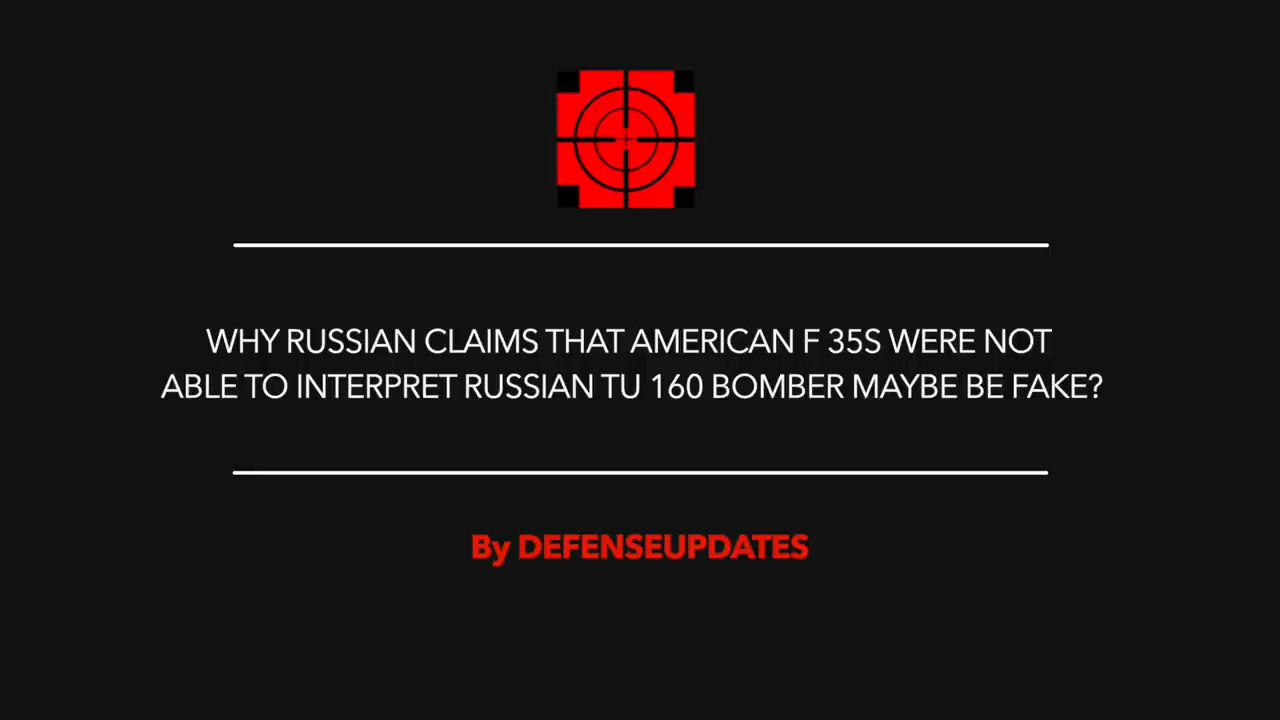 WHY RUSSIAN CLAIMS THAT AMERICAN F 35S WERE NOT
ABLE TO INTERPRET RUSSIAN TU 160 BOMBER MAYBE BE FAKE?
By DEFENSEUPDATES